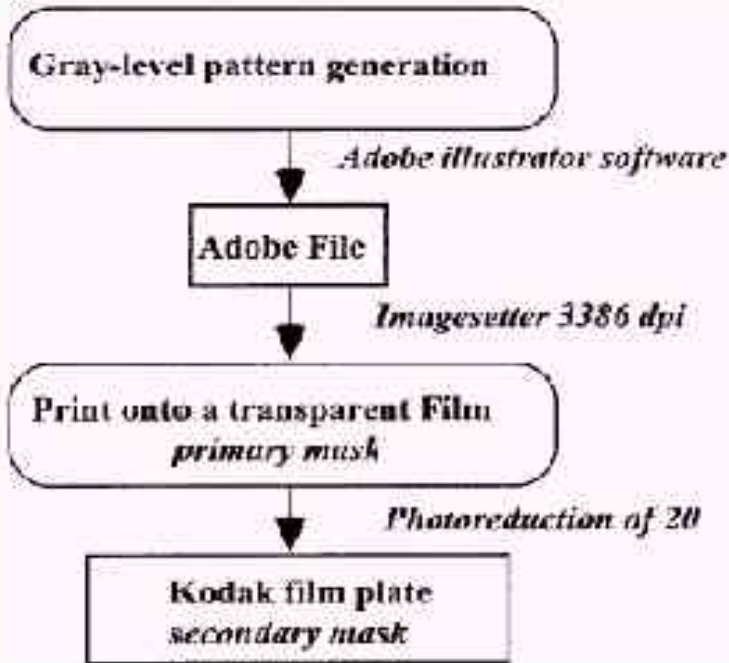 Gray-level pattern generation
Adobe illustrator software
Adobe File
Imagesetter 3386 dpi
Print onto a transparent Film
primary mask
Photoreduction of 20
Kodak film plate
secondary mask